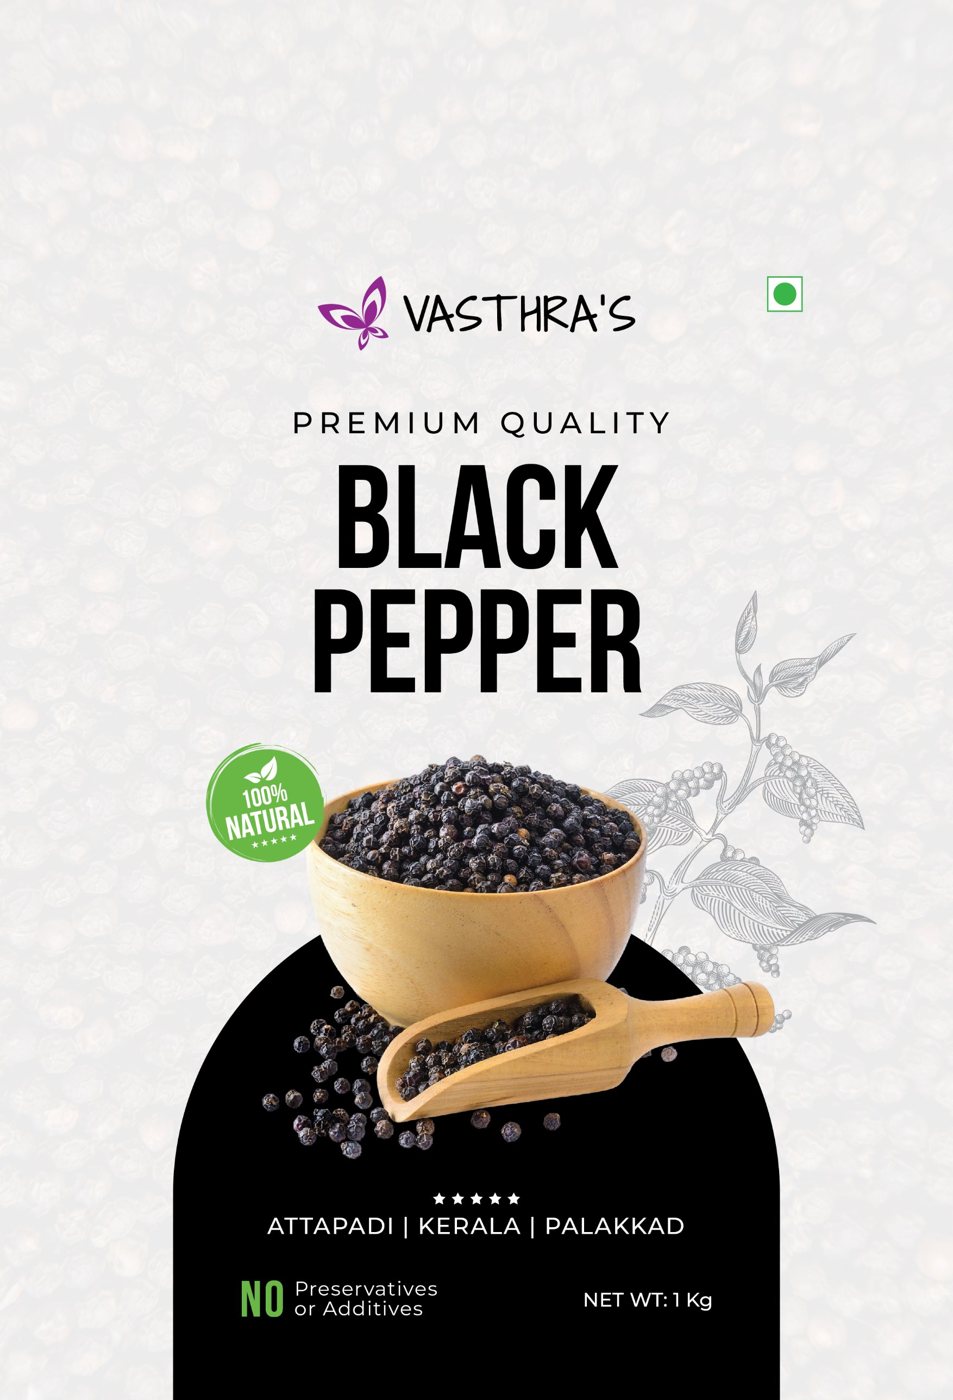 VASTHRA'S
PREMIUM QUALITY
BLACK
PEPPER
100%
NATURAL
ATTAPADI | KERALA | PALAKKAD
NO Preservatives
or Additives
NET WT: 1 Kg